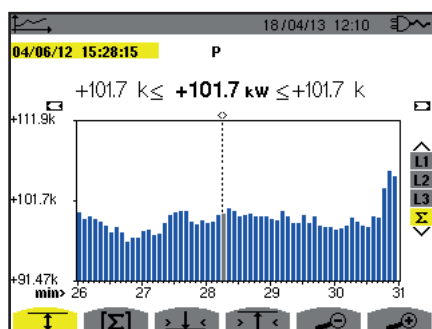 18/04/13 12:10
04/06/12 15:28:15 P
+101.7 k≤ +101.7 kW ≤+101.7 k
+111.9k
+101.7k
+91.47k
L1
L2
L3
Σ
min> 26 27 28 29 30 31
[Σ]